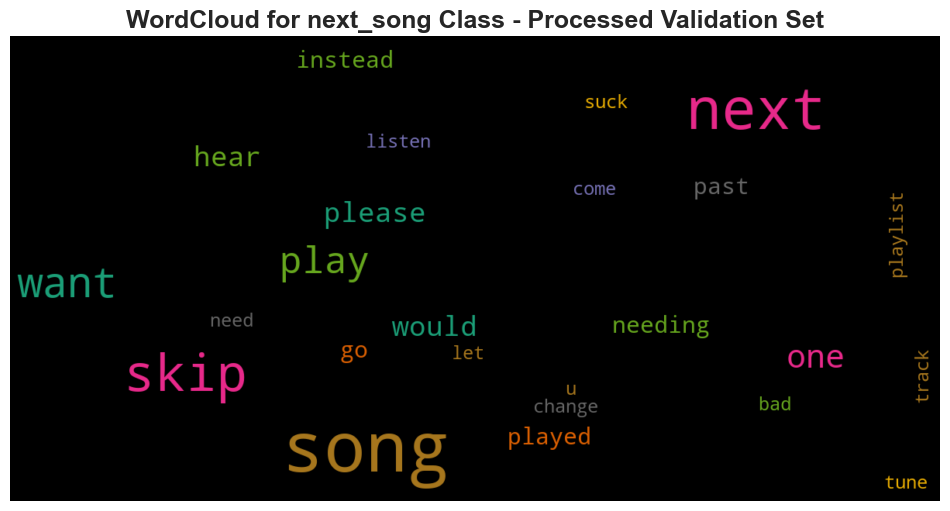 WordCloud for next_song Class - Processed Validation Set
instead
suck
next
listen
hear
come
past
please
playlist
play
want
need
would
needing
go
let
one
skip
track
u
change
bad
played
song
tune